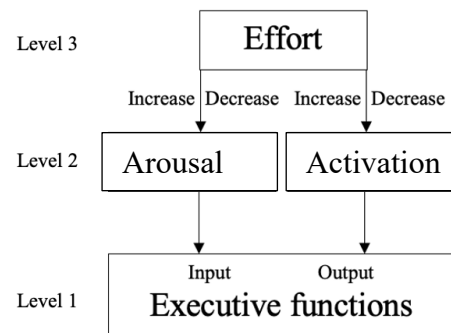 Level 3
Effort
Increase Decrease Increase Decrease
Level 2
Arousal
Activation
Input
Output
Level 1
Executive functions